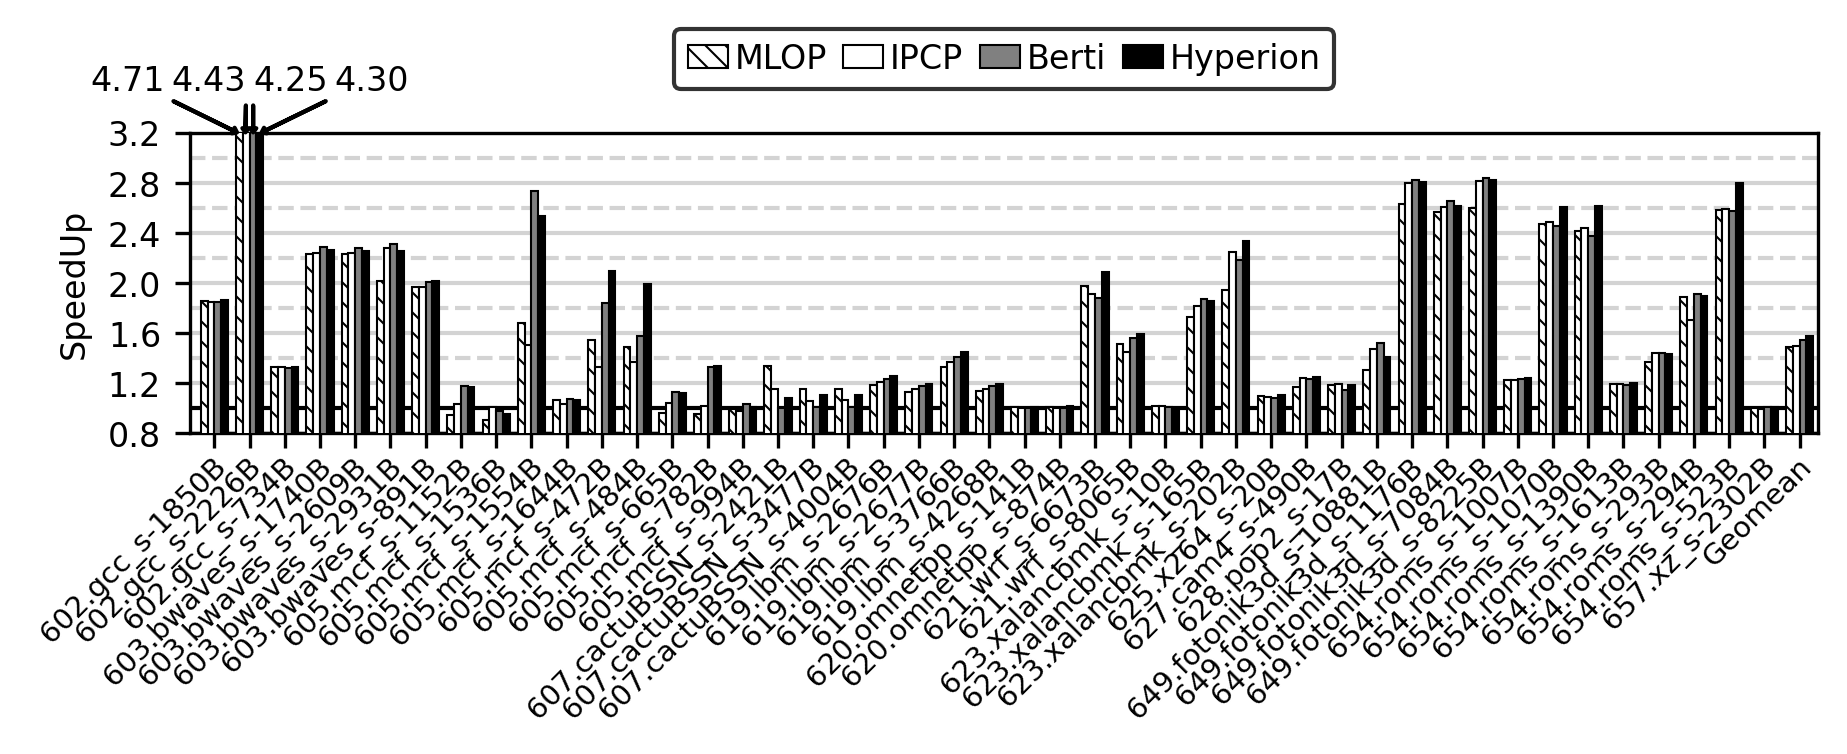 MLOP IPCP Berti Hyperion
4.71 4.43 4.25 4.30
SpeedUp
3.2
2.8
2.4
2.0
1.6
1.2
0.8
602.gcc_s-1850B
602.gcc_s-2226B
602.gcc_s-734B
603.bwaves_s-1740B
603.bwaves_s-2609B
603.bwaves_s-2931B
603.bwaves_s-891B
605.mcf_s-1152B
605.mcf_s-1536B
605.mcf_s-1554B
605.mcf_s-1644B
605.mcf_s-472B
605.mcf_s-484B
605.mcf_s-665B
605.mcf_s-782B
605.mcf_s-994B
607.cactuBSSN_s-2421B
607.cactuBSSN_s-3477B
607.cactuBSSN_s-4004B
619.lbm_s-2676B
619.lbm_s-2677B
619.lbm_s-3766B
619.lbm_s-4268B
620.omnetpp_s-141B
620.omnetpp_s-874B
621.wrf_s-6673B
621.wrf_s-8065B
623.xalancbmk_s-10B
623.xalancbmk_s-165B
623.xalancbmk_s-202B
625.x264_s-20B
627.cam4_s-490B
628.pop2_s-17B
649.fotonik3d_s-10881B
649.fotonik3d_s-1176B
649.fotonik3d_s-7084B
649.fotonik3d_s-8225B
654.roms_s-1007B
654.roms_s-1070B
654.roms_s-1390B
654.roms_s-1613B
654.roms_s-293B
654.roms_s-294B
654.roms_s-523B
657.xz_s-2302B
Geomean